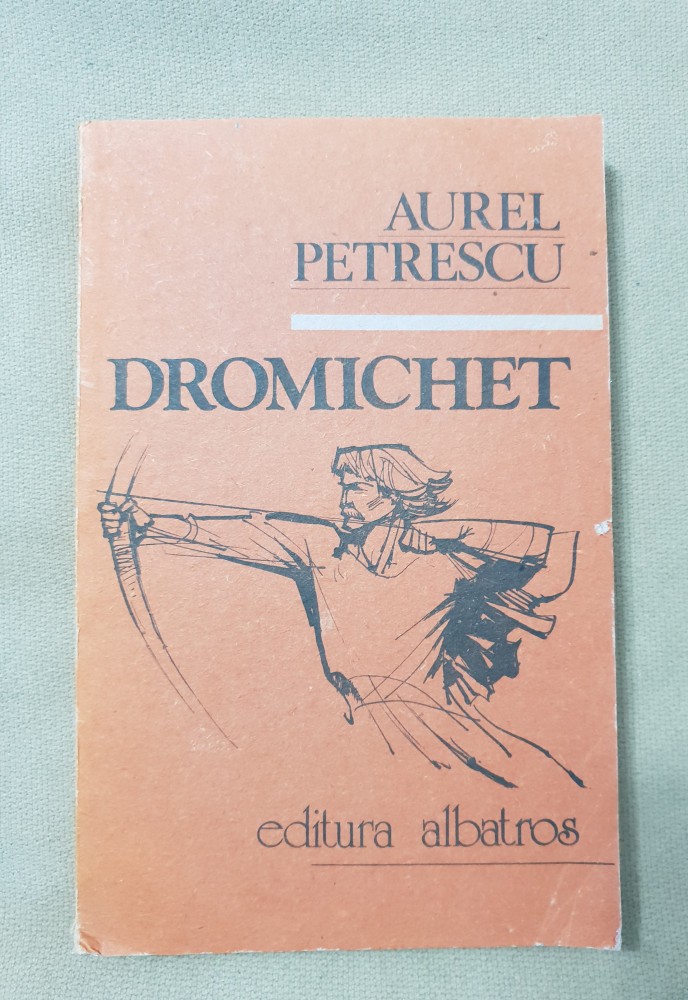 AUREL
PETRESCU
DROMICHET
editura albatros